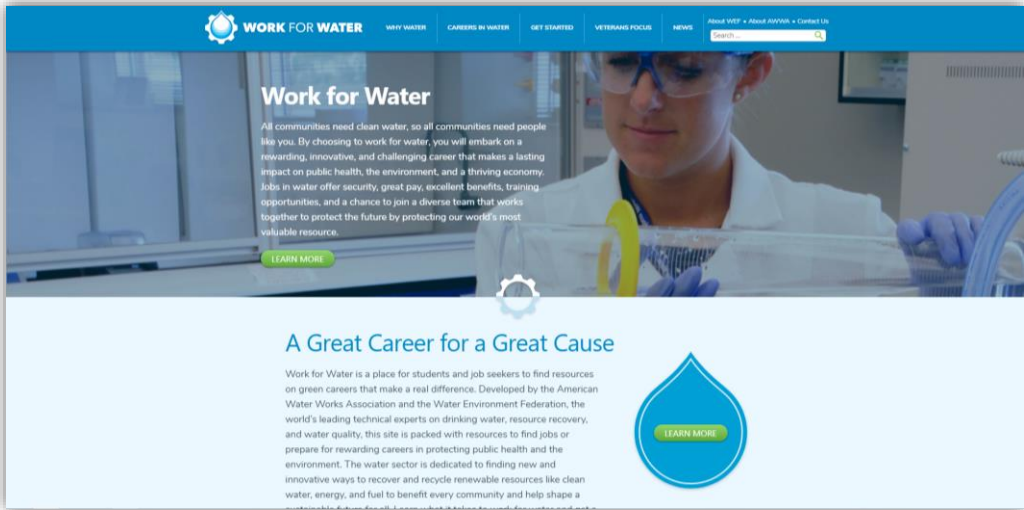 WORK FOR WATER
WHY WATER
CAREERS IN WATER
GET STARTED
VETERANS FOCUS
NEWS
About WEF • About AWWA • Contact Us
Search ...
Work for Water
All communities need clean water, so all communities need people
like you. By choosing to work for water, you will embark on a
rewarding, innovative, and challenging career that makes a lasting
impact on public health, the environment, and a thriving economy.
Jobs in water offer security, great pay, excellent benefits, training
opportunities, and a chance to join a diverse team that works
together to protect the future by protecting our world's most
valuable resource.
LEARN MORE
A Great Career for a Great Cause
Work for Water is a place for students and job seekers to find resources
on green careers that make a real difference. Developed by the American
Water Works Association and the Water Environment Federation, the
world's leading technical experts on drinking water, resource recovery,
and water quality, this site is packed with resources to find jobs or
prepare for rewarding careers in protecting public health and the
environment. The water sector is dedicated to finding new and
innovative ways to recover and recycle renewable resources like clean
water, energy, and fuel to benefit every community and help shape a
LEARN MORE